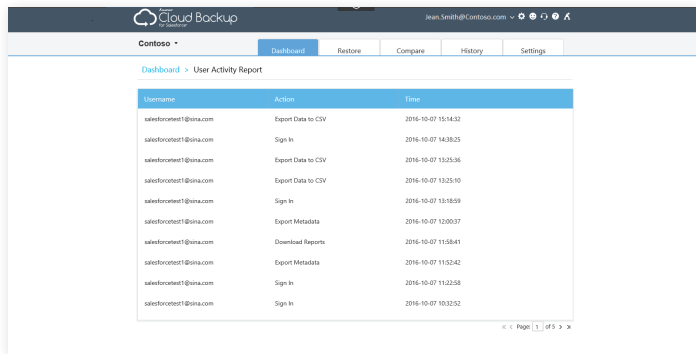 Cloud Backup
for Salesforce
Jean.Smith@Contoso.com
Contoso
Dashboard Restore Compare History Settings
Dashboard > User Activity Report
Username Action Time
salesforcetest1@sina.com Export Data to CSV 2016-10-07 15:14:32
salesforcetest1@sina.com Sign In 2016-10-07 14:38:25
salesforcetest1@sina.com Export Data to CSV 2016-10-07 13:25:36
salesforcetest1@sina.com Export Data to CSV 2016-10-07 13:25:10
salesforcetest1@sina.com Sign In 2016-10-07 13:18:59
salesforcetest1@sina.com Export Metadata 2016-10-07 12:00:37
salesforcetest1@sina.com Download Reports 2016-10-07 11:58:41
salesforcetest1@sina.com Export Metadata 2016-10-07 11:52:42
salesforcetest1@sina.com Sign In 2016-10-07 11:22:58
salesforcetest1@sina.com Sign In 2016-10-07 10:32:52
« < Page: 1 of 5 > »